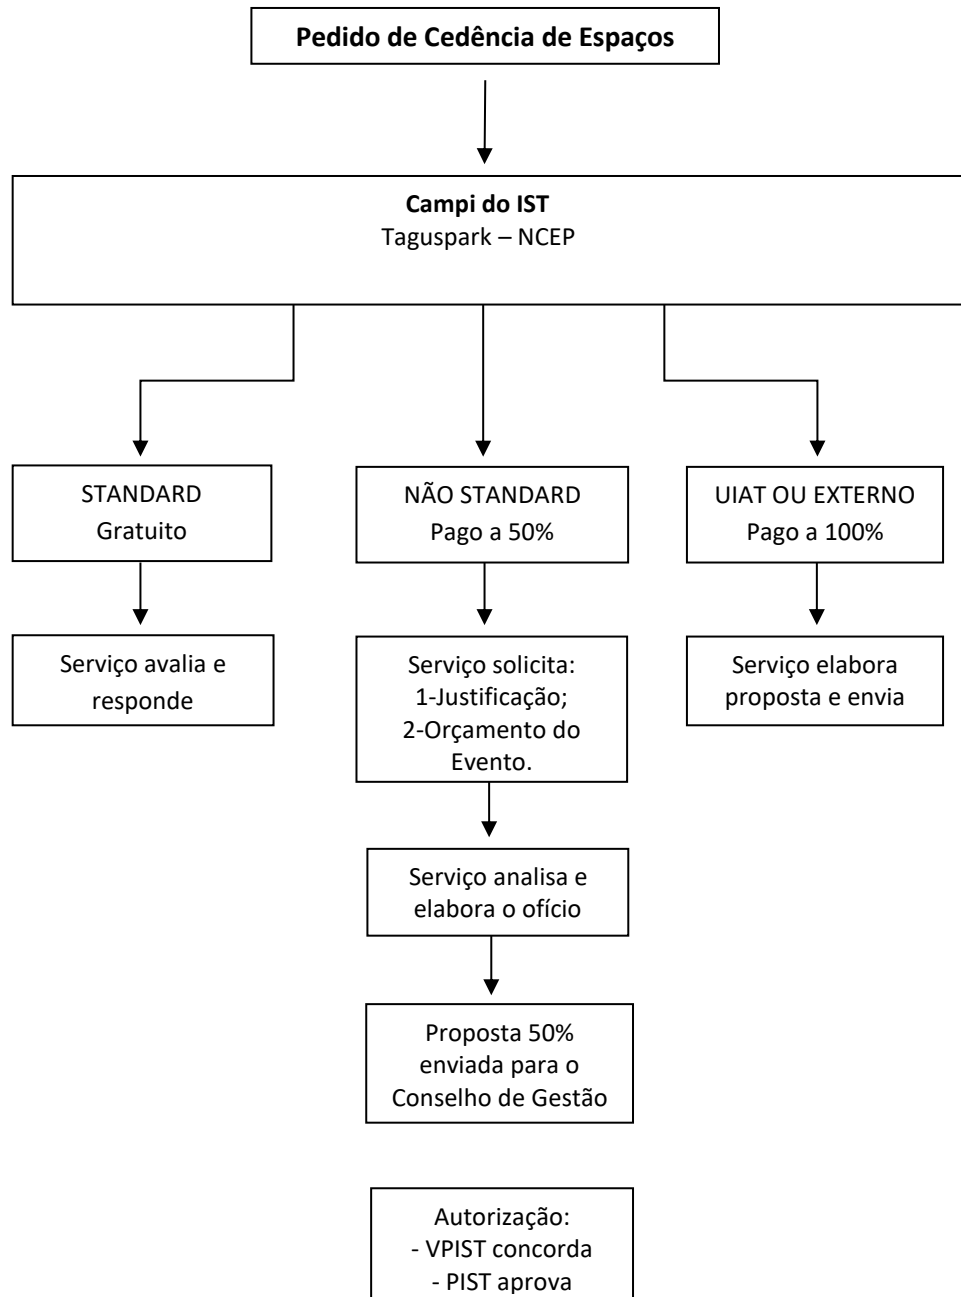 Pedido de Cedência de Espaços
Campi do IST
Taguspark – NCEP
STANDARD
Gratuito
NÃO STANDARD
Pago a 50%
UIAT OU EXTERNO
Pago a 100%
Serviço avalia e
responde
Serviço solicita:
1-Justificação;
2-Orçamento do
Evento.
Serviço elabora
proposta e envia
Serviço analisa e
elabora o ofício
Proposta 50%
enviada para o
Conselho de Gestão
Autorização:
- VPIST concorda
- PIST aprova